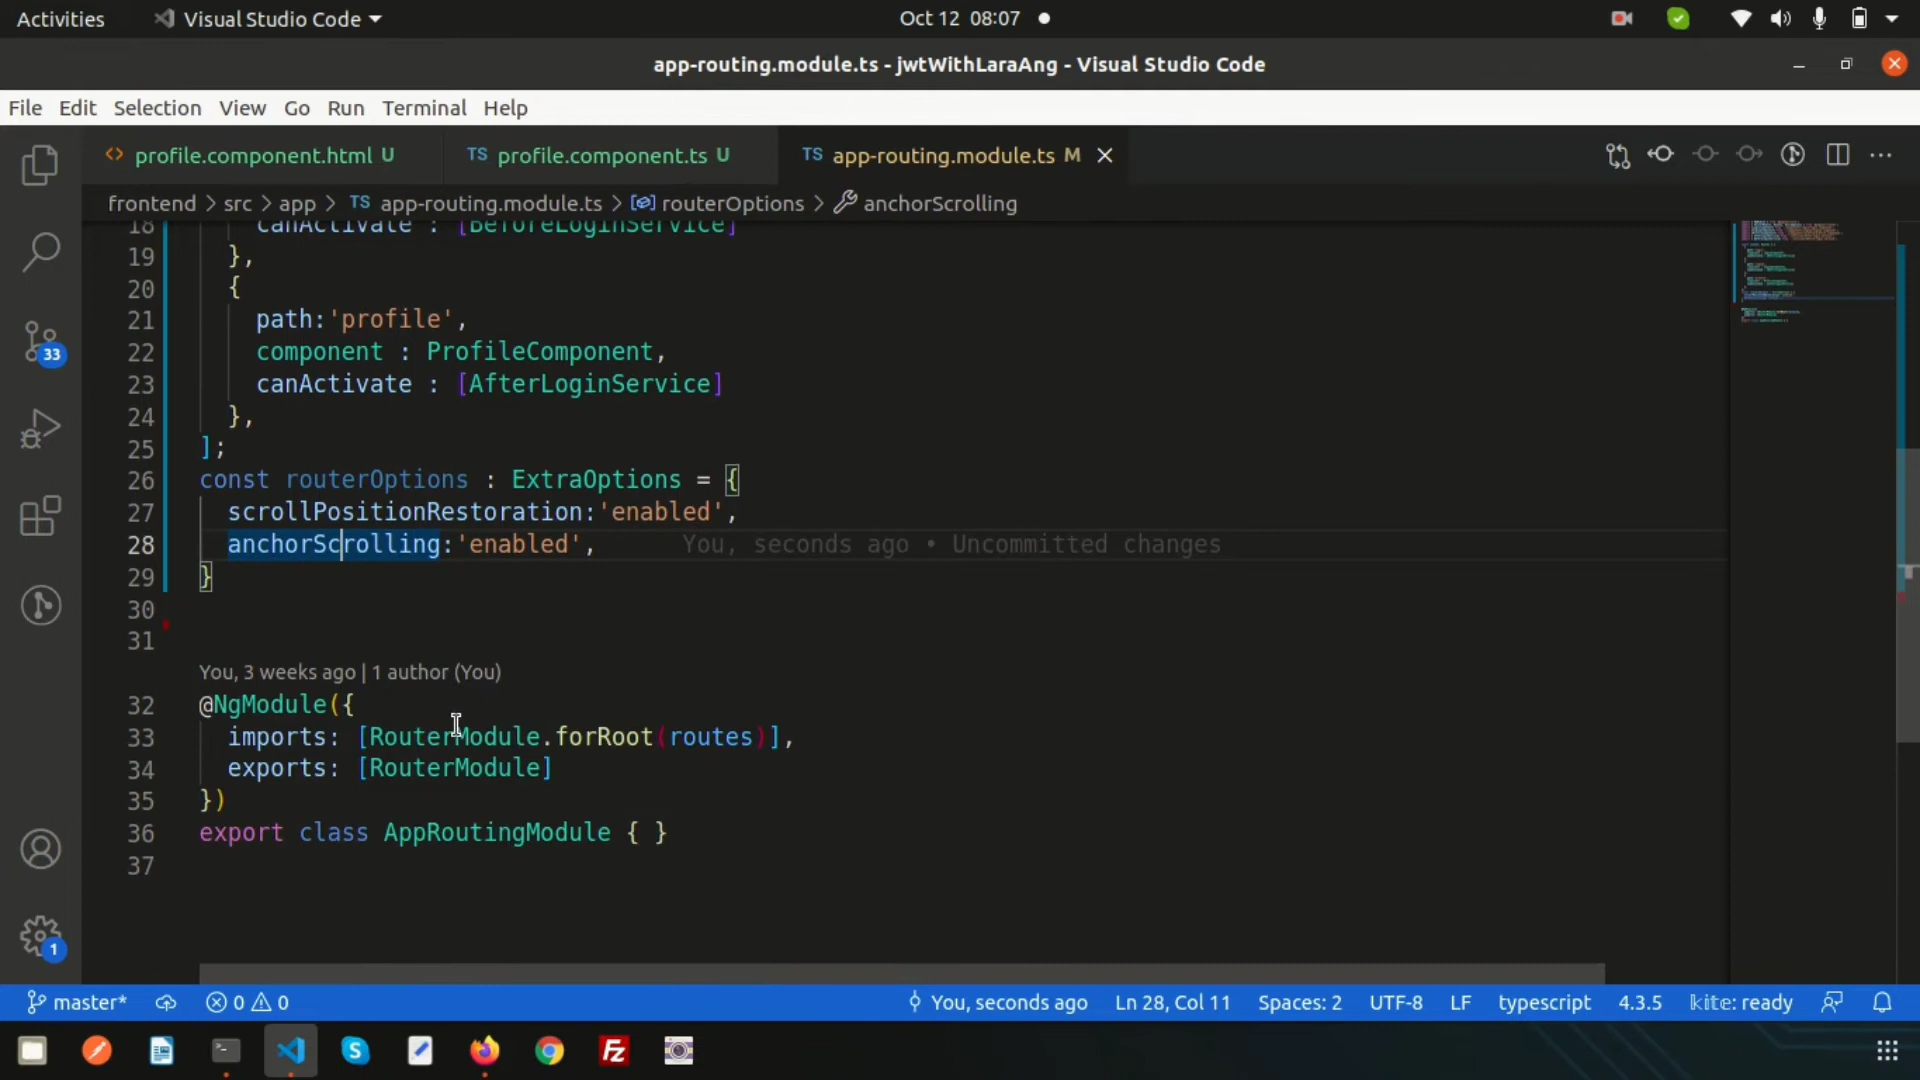 Activities
Visual Studio Code
Oct 12 08:07
app-routing.module.ts - jwtWithLaraAng - Visual Studio Code
File Edit Selection View Go Run Terminal Help
<> profile.component.html U
TS profile.component.ts U
TS app-routing.module.ts M
frontend > src > app > TS app-routing.module.ts > routerOptions > anchorScrolling
18 canActivate : [BeforeLoginService]
19 },
20 {
21 path:'profile',
22 component : ProfileComponent,
23 canActivate : [AfterLoginService]
24 },
25 ];
26 const routerOptions : ExtraOptions = {
27 scrollPositionRestoration:'enabled',
28 anchorScrolling:'enabled', You, seconds ago • Uncommitted changes
29 }
30
31
You, 3 weeks ago | 1 author (You)
32 @NgModule({
33 imports: [RouterModule.forRoot(routes)],
34 exports: [RouterModule]
35 })
36 export class AppRoutingModule { }
37
33
1
master* 0 0 You, seconds ago Ln 28, Col 11 Spaces: 2 UTF-8 LF typescript 4.3.5 kite: ready